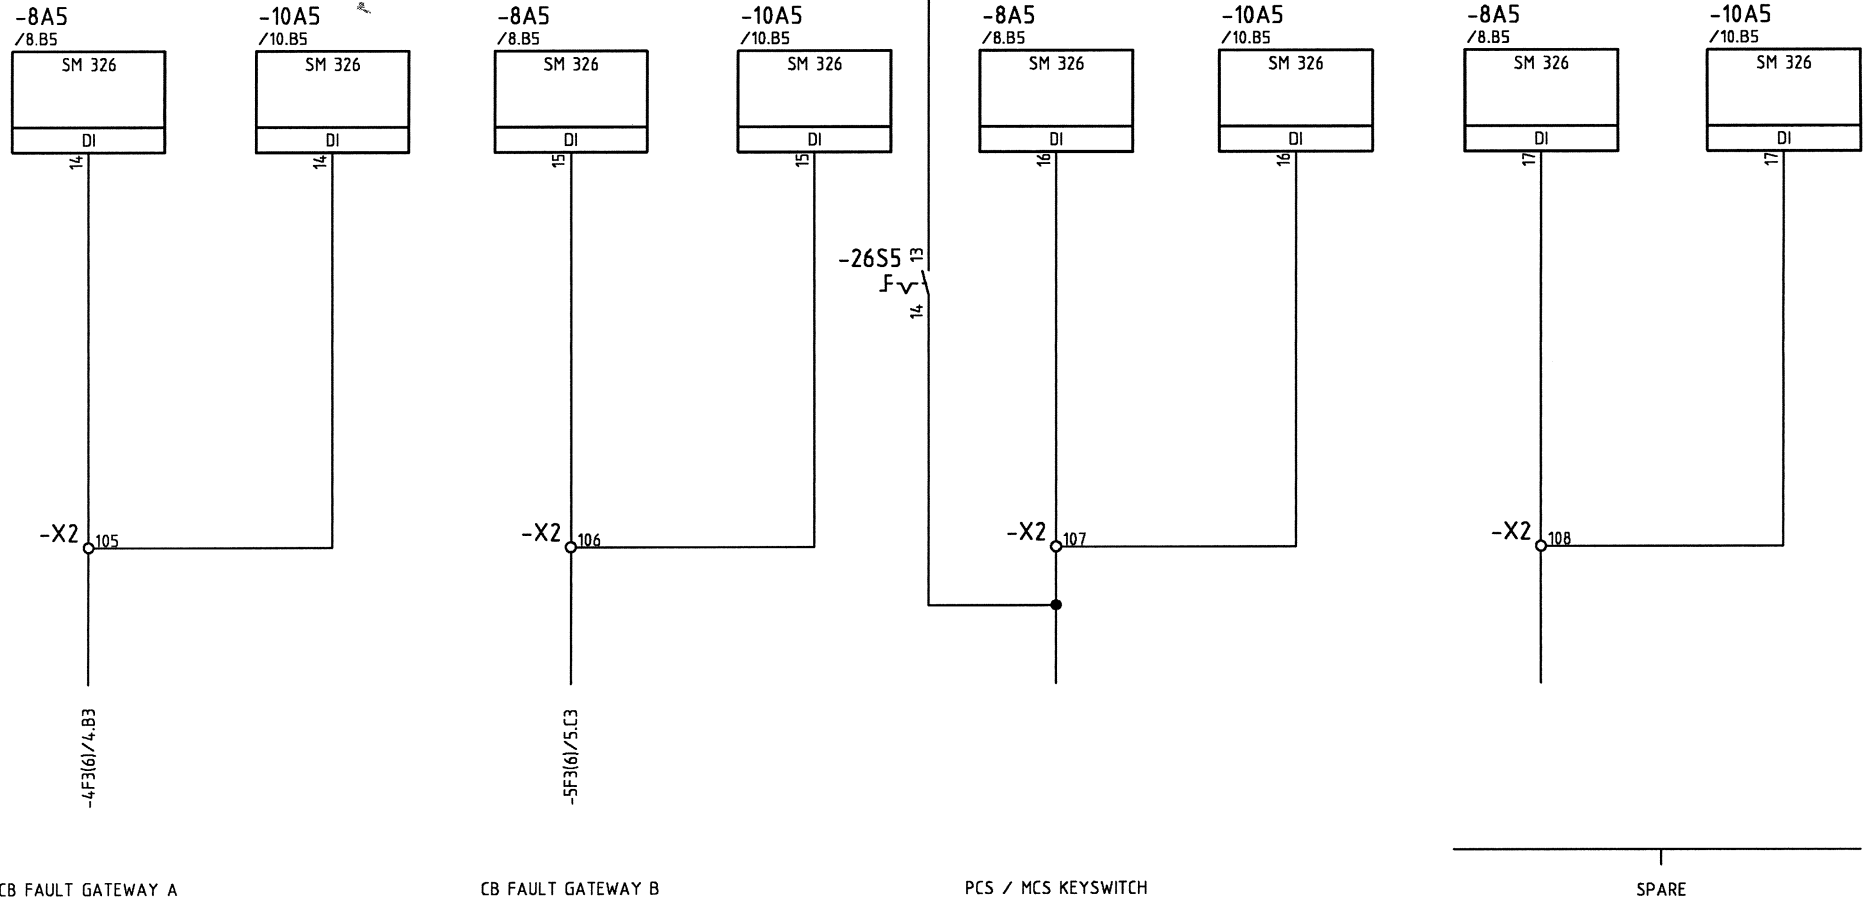 -8A5
/8.B5
SM 326
DI
14
-10A5
/10.B5
SM 326
DI
14
-X2
105
-4F3(6)/4.B3
CB FAULT GATEWAY A
-8A5
/8.B5
SM 326
DI
15
-10A5
/10.B5
SM 326
DI
15
-X2
106
-5F3(6)/5.C3
CB FAULT GATEWAY B
-26S5
13
14
-8A5
/8.B5
SM 326
DI
16
-10A5
/10.B5
SM 326
DI
16
-X2
107
PCS / MCS KEYSWITCH
-8A5
/8.B5
SM 326
DI
17
-10A5
/10.B5
SM 326
DI
17
-X2
108
SPARE